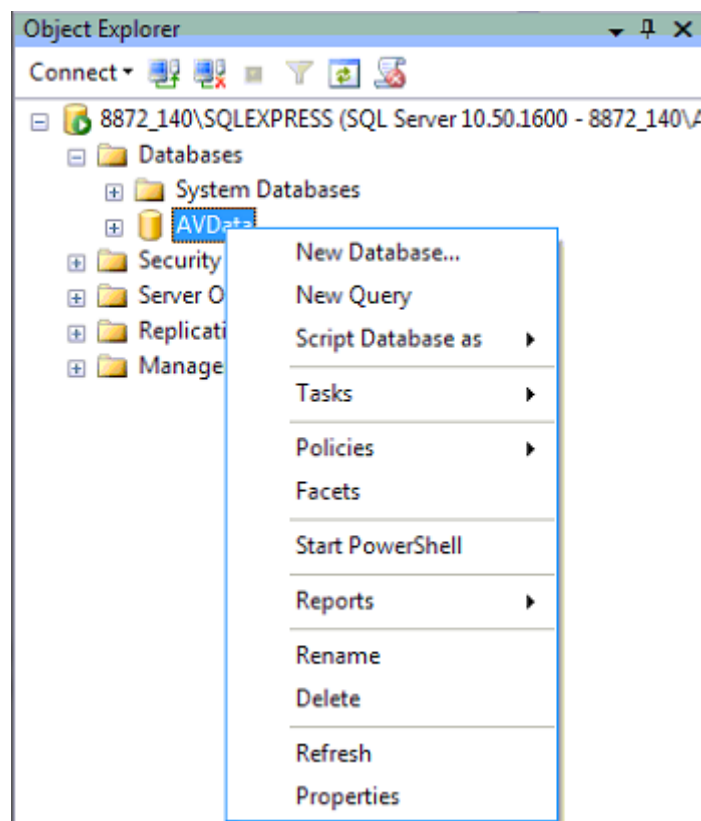 Object Explorer
Connect
8872_140\SQLEXPRESS (SQL Server 10.50.1600 - 8872_140\A
Databases
System Databases
AVData
Security
Server O
Replicati
Manage
New Database...
New Query
Script Database as
Tasks
Policies
Facets
Start PowerShell
Reports
Rename
Delete
Refresh
Properties